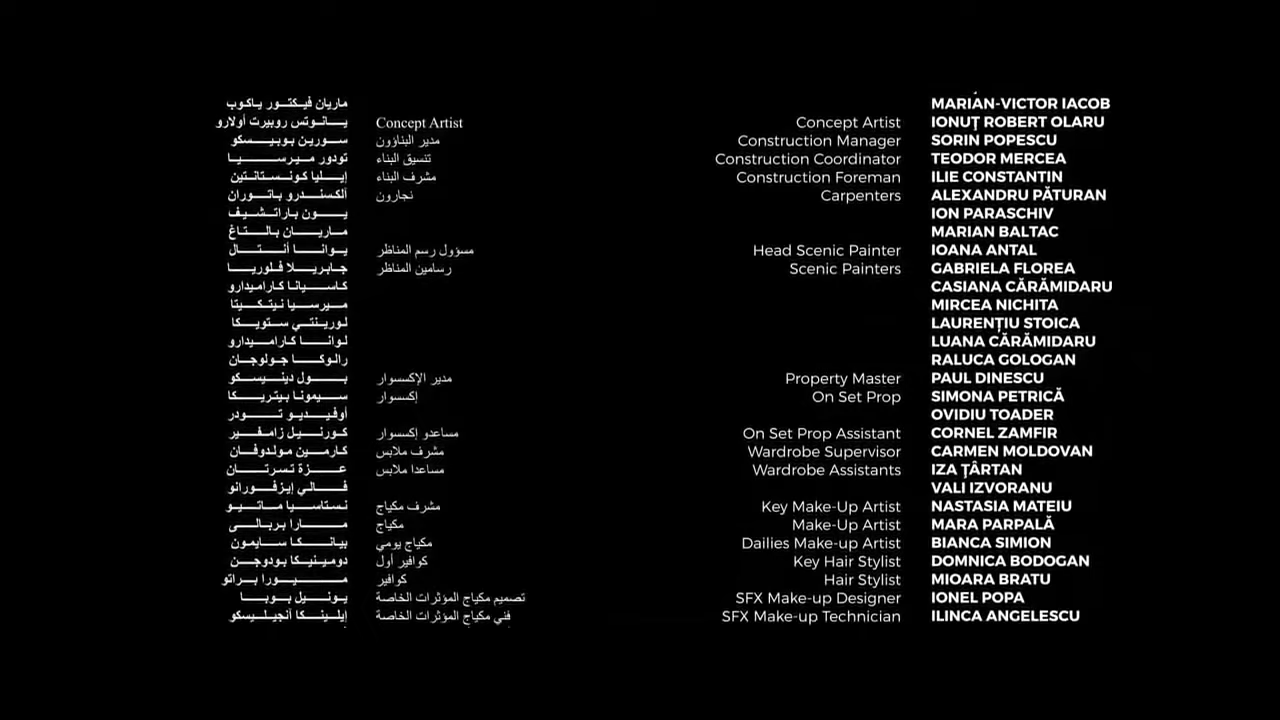 ماريان فيكتور ياكوب MARIAN-VICTOR IACOB
يانوتس روبيرت أولارو Concept Artist Concept Artist IONUȚ ROBERT OLARU
سورين بوبيسكو مدير البناؤون Construction Manager SORIN POPESCU
تودور ميرسيا تنسيق البناء Construction Coordinator TEODOR MERCEA
إيليا كونستانتين مشرف البناء Construction Foreman ILIE CONSTANTIN
ألكسندرو باتوران نجارون Carpenters ALEXANDRU PĂTURAN
يون باراتشيف ION PARASCHIV
ماريان بالتاغ MARIAN BALTAC
يوانا أنتال مسؤول رسم المناظر Head Scenic Painter IOANA ANTAL
جابريلا فلوريا رسامين المناظر Scenic Painters GABRIELA FLOREA
كاسيانا كاراميدارو CASIANA CĂRĂMIDARU
ميرسيا نيتكيتا MIRCEA NICHITA
لورينتي ستويكا LAURENȚIU STOICA
لوانا كاراميدارو LUANA CĂRĂMIDARU
رالوكا جولوجان RALUCA GOLOGAN
بول دينيسكو مدير الإكسسوار Property Master PAUL DINESCU
سيمونا بيتريكا إكسسوار On Set Prop SIMONA PETRICĂ
أوفيديو تودر OVIDIU TOADER
كورنيل زامفير مساعدو إكسسوار On Set Prop Assistant CORNEL ZAMFIR
كارمين مولدوفان مشرف ملابس Wardrobe Supervisor CARMEN MOLDOVAN
عزة تسرتان مساعدا ملابس Wardrobe Assistants IZA ȚÂRTAN
فالي إيزفورانو VALI IZVORANU
نستاسيا ماتيو مشرف مكياج Key Make-Up Artist NASTASIA MATEIU
مارا بربالى مكياج Make-Up Artist MARA PARPALĂ
بيانكا سايمون مكياج يومي Dailies Make-up Artist BIANCA SIMION
دومينيكا بودوجن كوافير أول Key Hair Stylist DOMNICA BODOGAN
ميورا براتو كوافير Hair Stylist MIOARA BRATU
يونيل بوبا تصميم مكياج المؤثرات الخاصة SFX Make-up Designer IONEL POPA
إيلينكا أنجيليسكو فني مكياج المؤثرات الخاصة SFX Make-up Technician ILINCA ANGELESCU